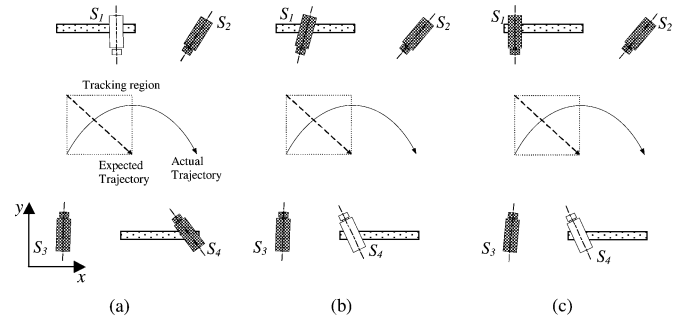 S1
S2
S1
S2
S1
S2
Tracking region
Expected
Trajectory
Actual
Trajectory
y
x
S3
S4
S3
S4
S3
S4
(a)
(b)
(c)